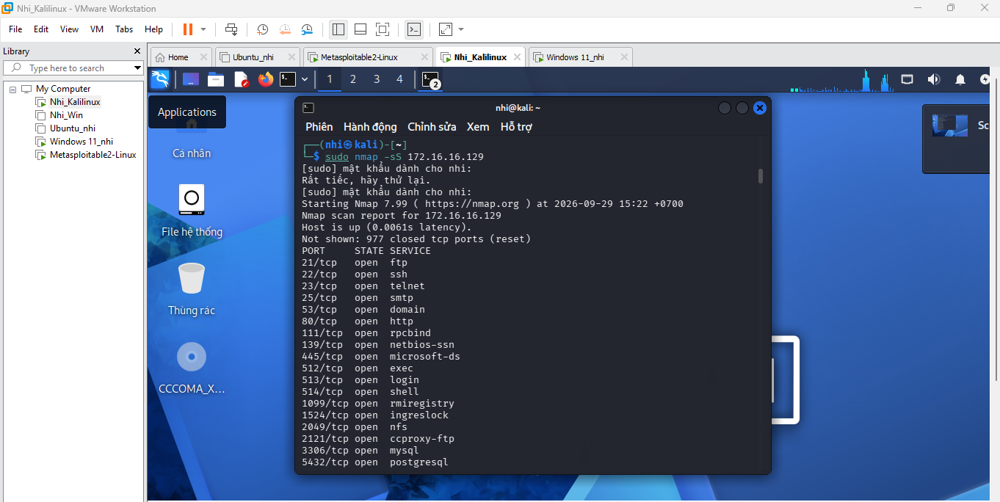 Nhi_Kalilinux - VMware Workstation
File Edit View VM Tabs Help
Library
Type here to search
My Computer
Nhi_Kalilinux
Nhi_Win
Ubuntu_nhi
Windows 11_nhi
Metasploitable2-Linux
Home
Ubuntu_nhi
Metasploitable2-Linux
Nhi_Kalilinux
Windows 11_nhi
1 2 3 4
2
Applications
Cá nhân
File hệ thống
Thùng rác
CCCOMA_X...
Sc
nhi@kali: ~
Phiên Hành động Chỉnh sửa Xem Hỗ trợ
┌──(nhi㉿kali)-[~]
└─$ sudo nmap -sS 172.16.16.129
[sudo] mật khẩu dành cho nhi:
Rất tiếc, hãy thử lại.
[sudo] mật khẩu dành cho nhi:
Starting Nmap 7.99 ( https://nmap.org ) at 2026-09-29 15:22 +0700
Nmap scan report for 172.16.16.129
Host is up (0.0061s latency).
Not shown: 977 closed tcp ports (reset)
PORT STATE SERVICE
21/tcp open ftp
22/tcp open ssh
23/tcp open telnet
25/tcp open smtp
53/tcp open domain
80/tcp open http
111/tcp open rpcbind
139/tcp open netbios-ssn
445/tcp open microsoft-ds
512/tcp open exec
513/tcp open login
514/tcp open shell
1099/tcp open rmiregistry
1524/tcp open ingreslock
2049/tcp open nfs
2121/tcp open ccproxy-ftp
3306/tcp open mysql
5432/tcp open postgresql